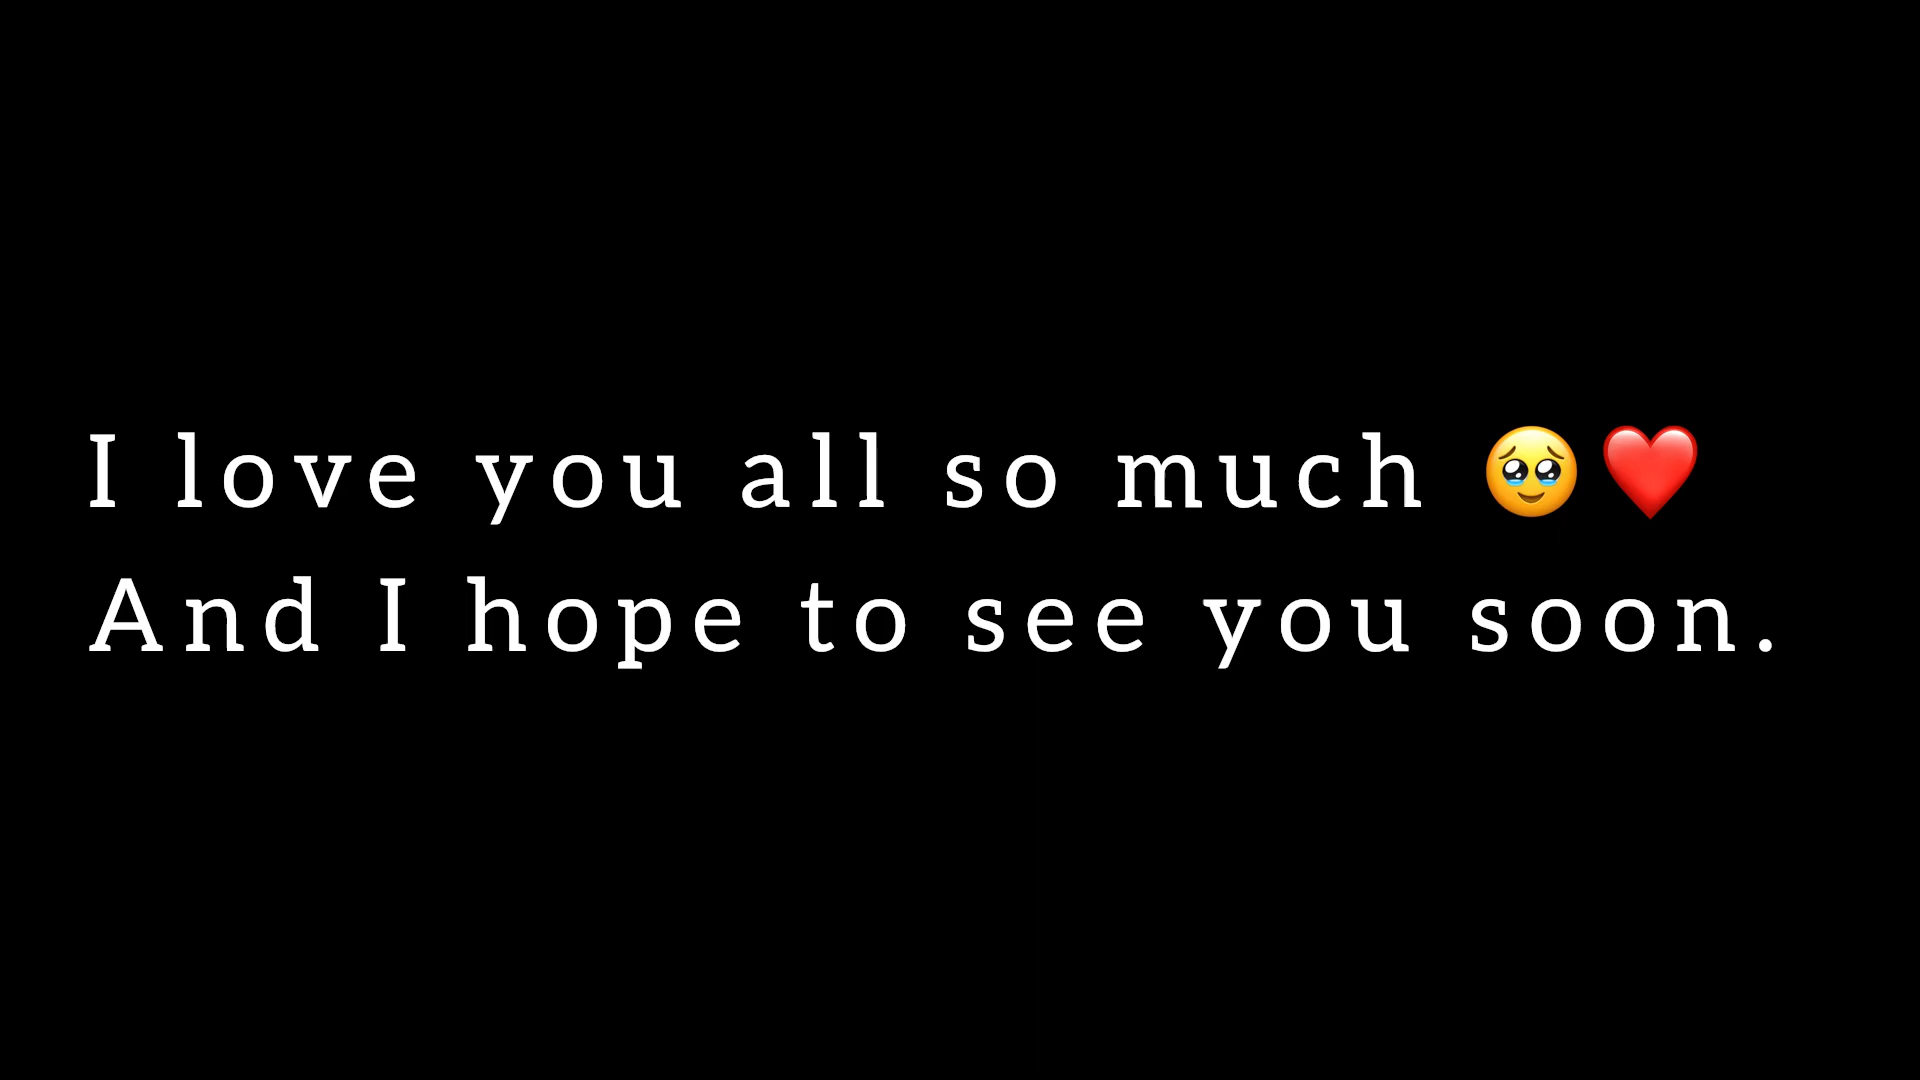 I love you all so much 🥹❤️
And I hope to see you soon.